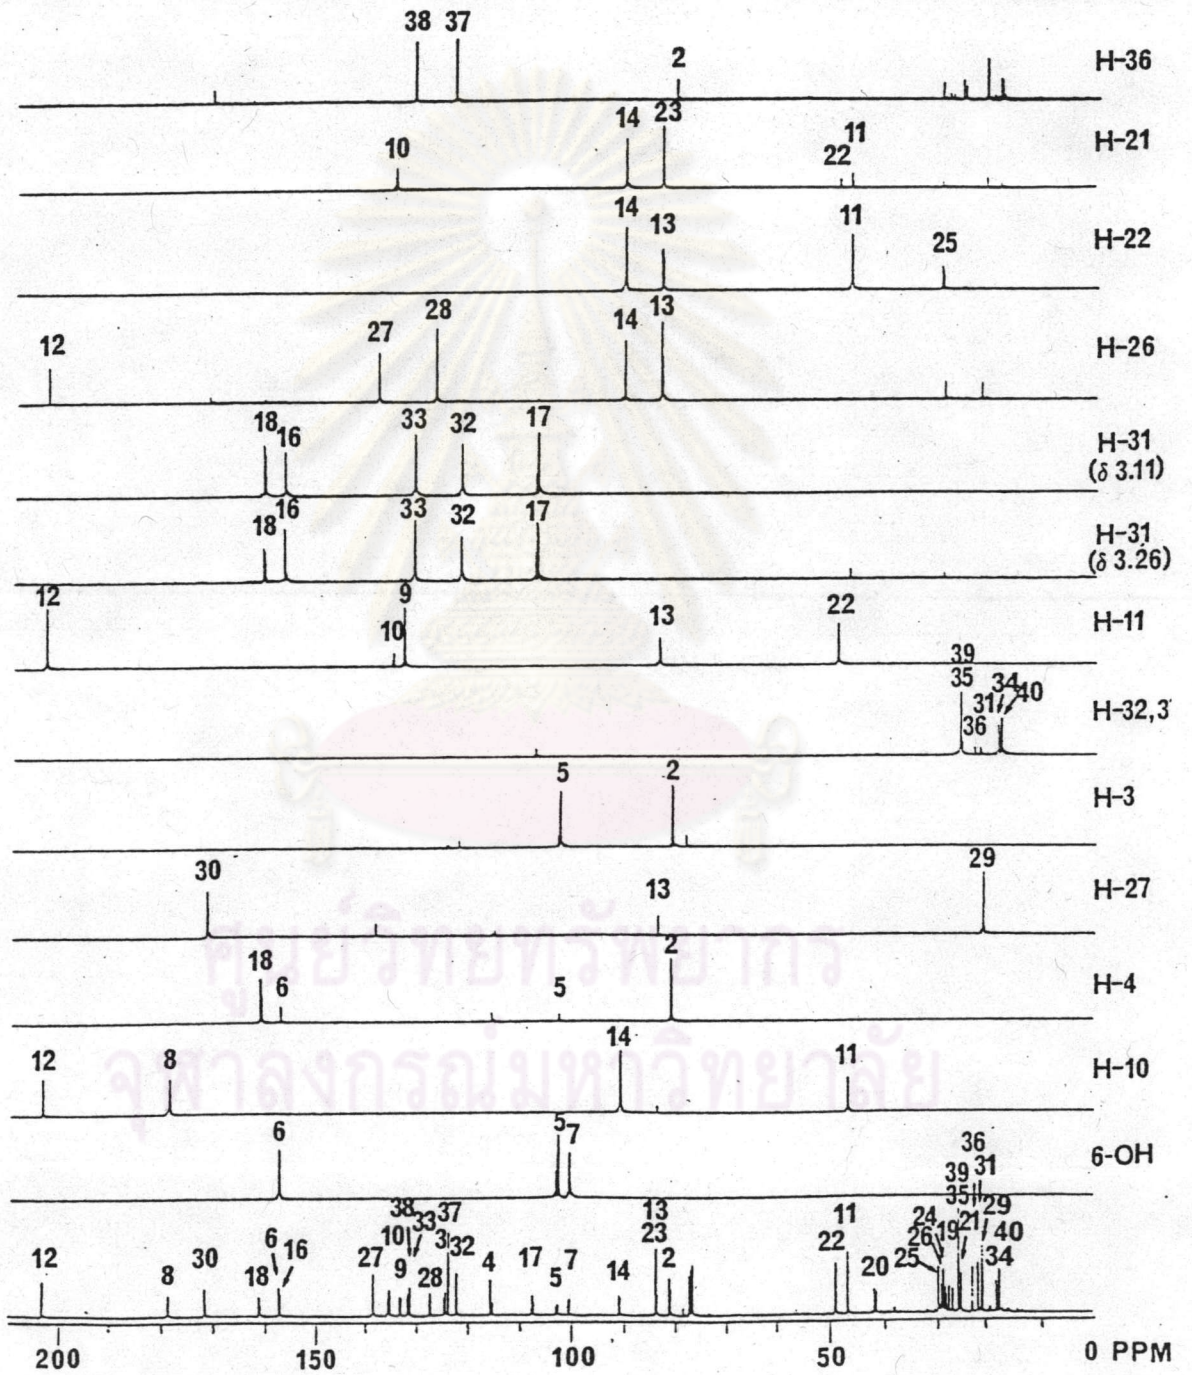 38 37
2
H-36
14 23
10
22 11
H-21
14 13 11
25
H-22
12 27 28 14 13
H-26
18 16 33 32 17
H-31
(δ 3.11)
18 16 33 32 17
H-31
(δ 3.26)
12 10 9 13 22
H-11
39
35 36 31 34 40
H-32,3
5 2
H-3
30 13 29
H-27
18 6 5 2
H-4
12 8 14 11
H-10
6 5 7
6-OH
36
39 31
35 29
12 8 30 18 6 16 27 10 9 38 33 28 37 3 32 4 17 5 7 14 13 23 2 22 11 20 25 26 24 19 21 40 34
200 150 100 50 0 PPM
ศูนย์วิทยทรัพยากร
จุฬาลงกรณ์มหาวิทยาลัย